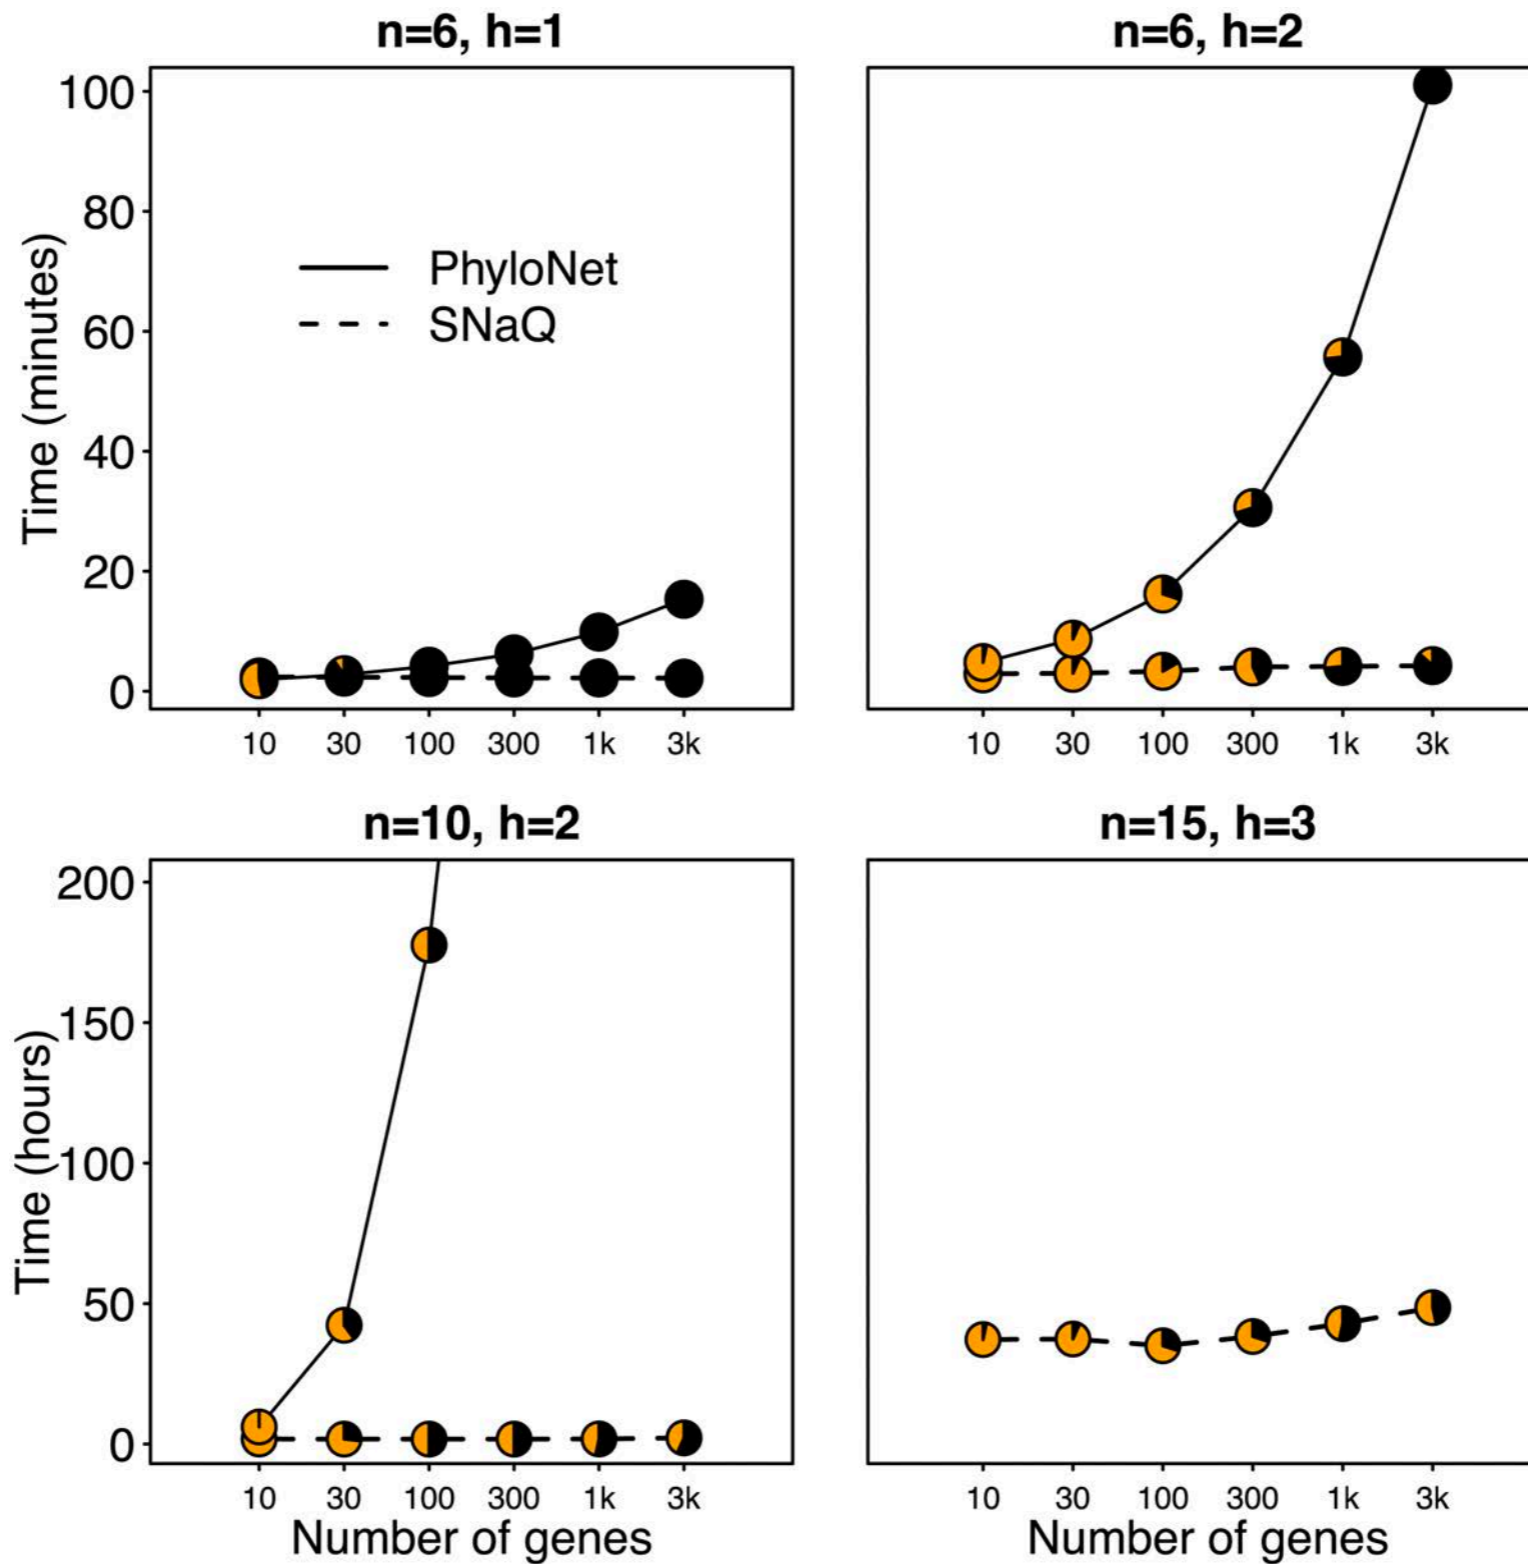 n=6, h=1
n=6, h=2
Time (minutes)
100
80
60
40
20
0
PhyloNet
SNaQ
10 30 100 300 1k 3k
10 30 100 300 1k 3k
n=10, h=2
n=15, h=3
Time (hours)
200
150
100
50
0
10 30 100 300 1k 3k
10 30 100 300 1k 3k
Number of genes
Number of genes